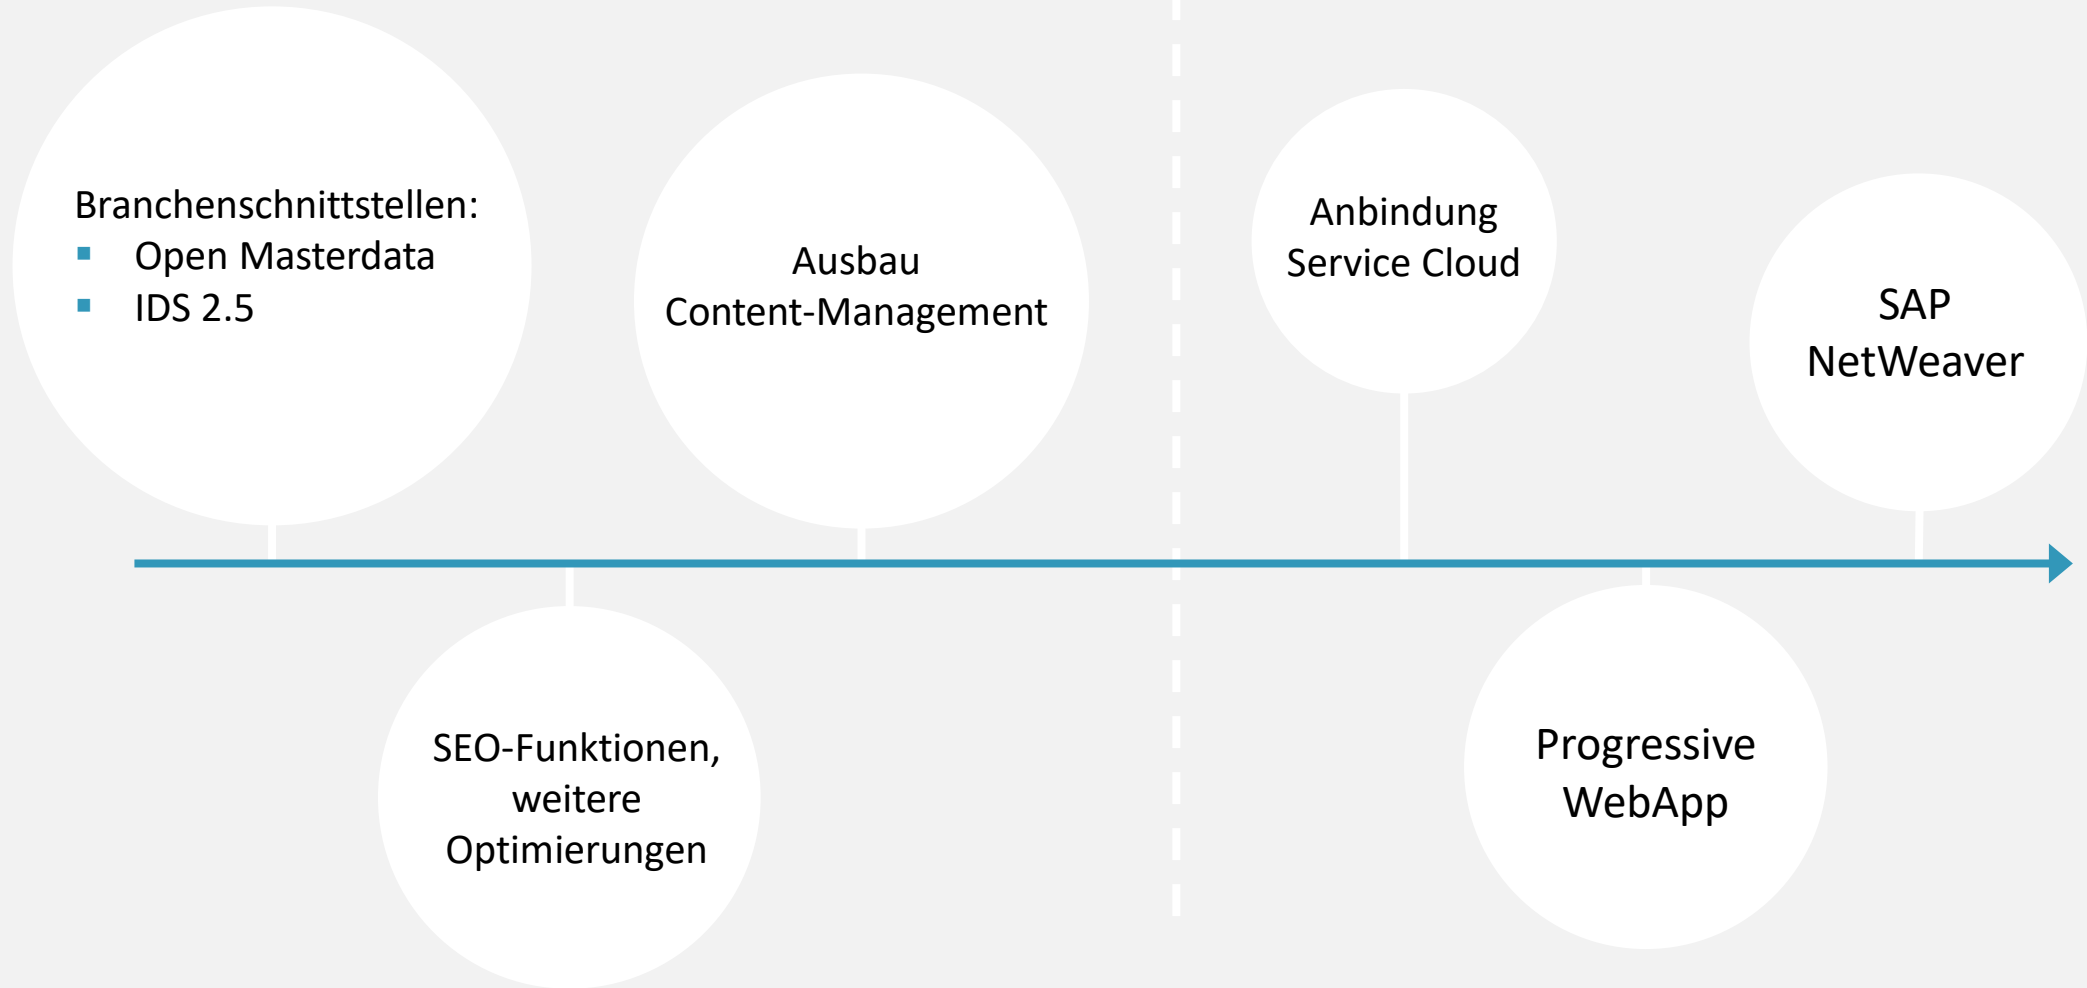 Branchenschnittstellen:
▪ Open Masterdata
▪ IDS 2.5
SEO-Funktionen,
weitere
Optimierungen
Ausbau
Content-Management
Anbindung
Service Cloud
Progressive
WebApp
SAP
NetWeaver